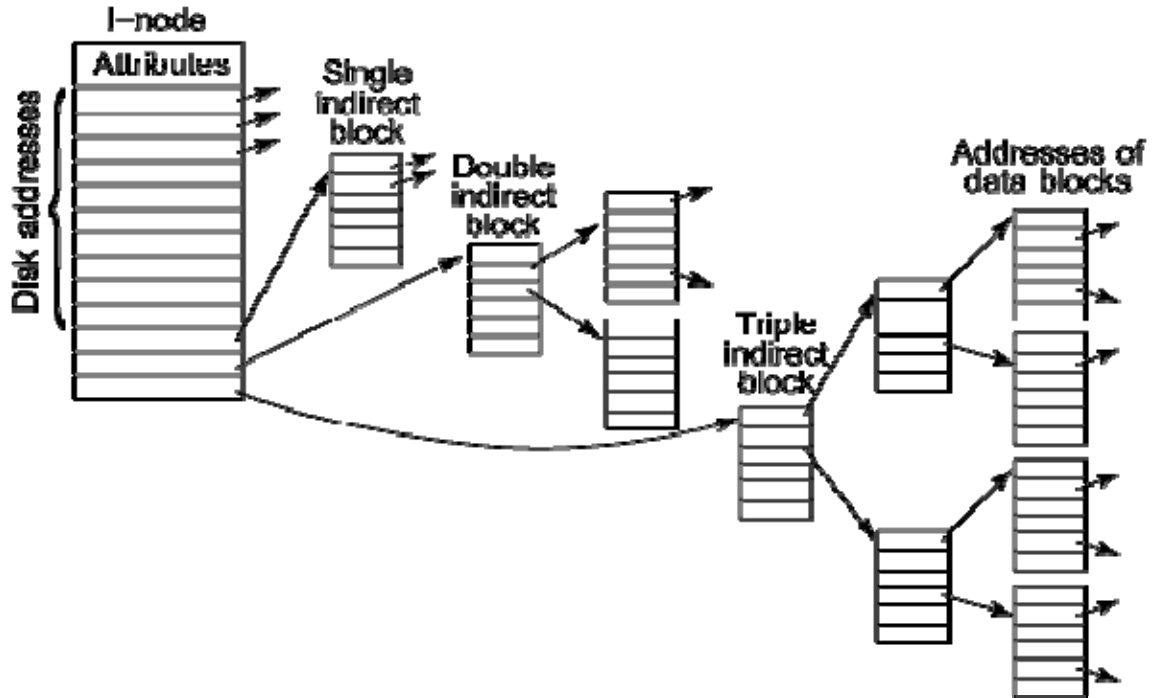 I-node
Attributes
Disk addresses
Single
indirect
block
Double
indirect
block
Triple
indirect
block
Addresses of
data blocks